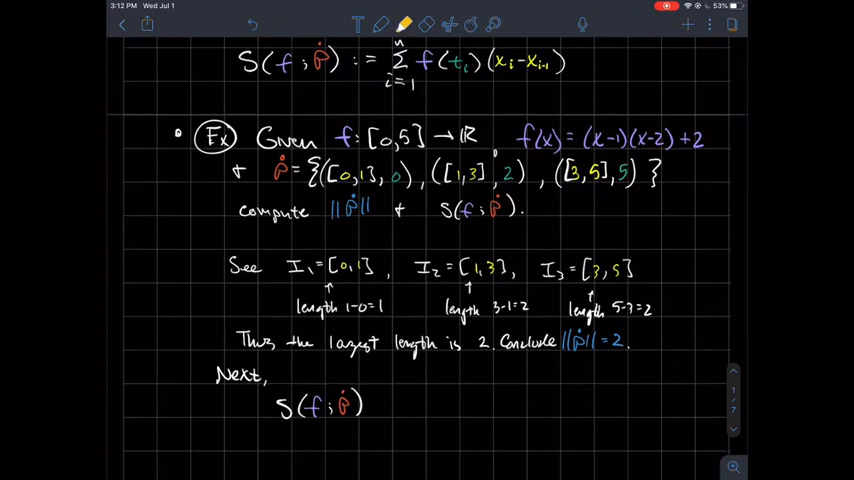 3:12 PM Wed Jul 1 53%
S(f; Ṗ) := n Σ i=1 f(tᵢ)(xᵢ-xᵢ₋₁)
• Ex Given f: [0,5] → ℝ f(x) = (x-1)(x-2)+2
+ Ṗ = {([0,1], 0), ([1,3], 2), ([3,5], 5)}
compute ||Ṗ|| + S(f; Ṗ).
See I₁=[0,1], I₂=[1,3], I₃=[3,5]
↑ ↑ ↑
length 1-0=1 length 3-1=2 length 5-3=2
Thus the largest length is 2. Conclude ||Ṗ||=2.
Next,
S(f; Ṗ)
1
/
7